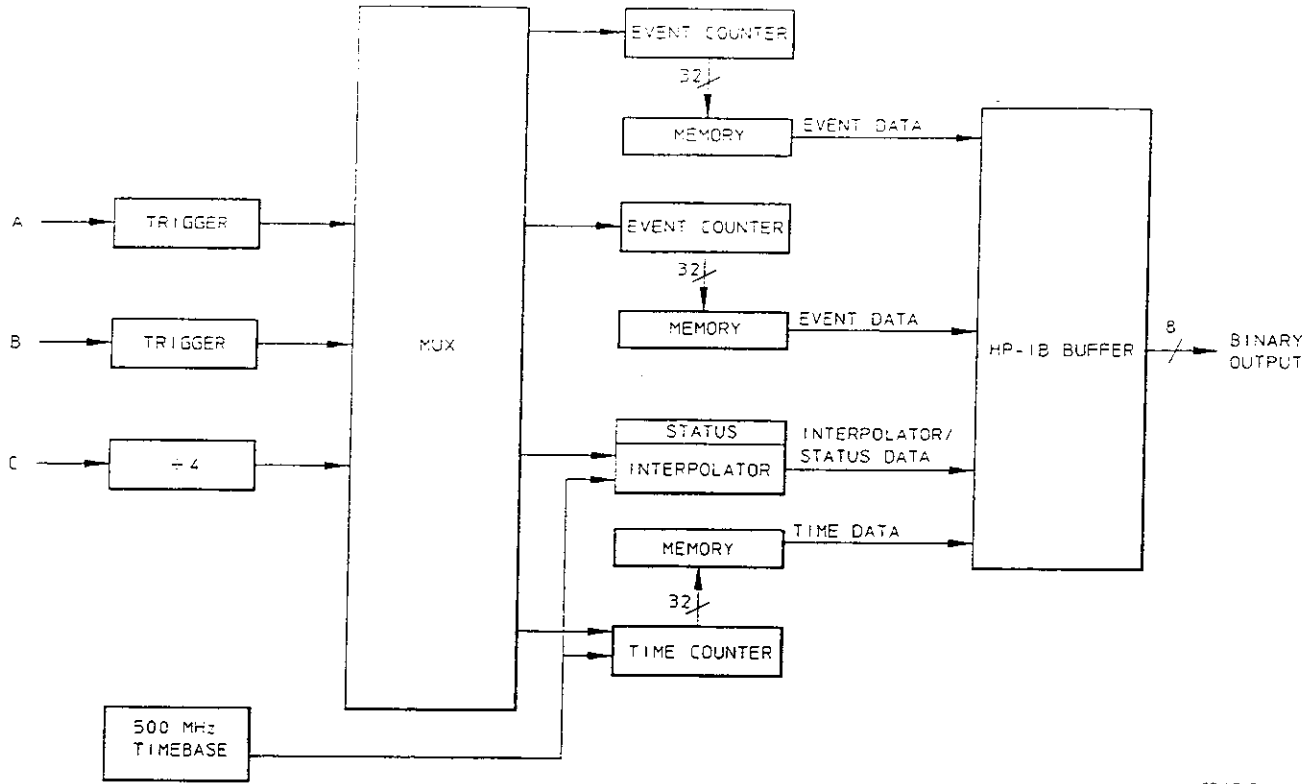 EVENT COUNTER
32
MEMORY
EVENT DATA
A
TRIGGER
EVENT COUNTER
32
MEMORY
EVENT DATA
B
TRIGGER
MUX
HP-IB BUFFER
8
BINARY
OUTPUT
C
÷4
STATUS
INTERPOLATOR
INTERPOLATOR/
STATUS DATA
MEMORY
TIME DATA
32
TIME COUNTER
500 MHz
TIMEBASE